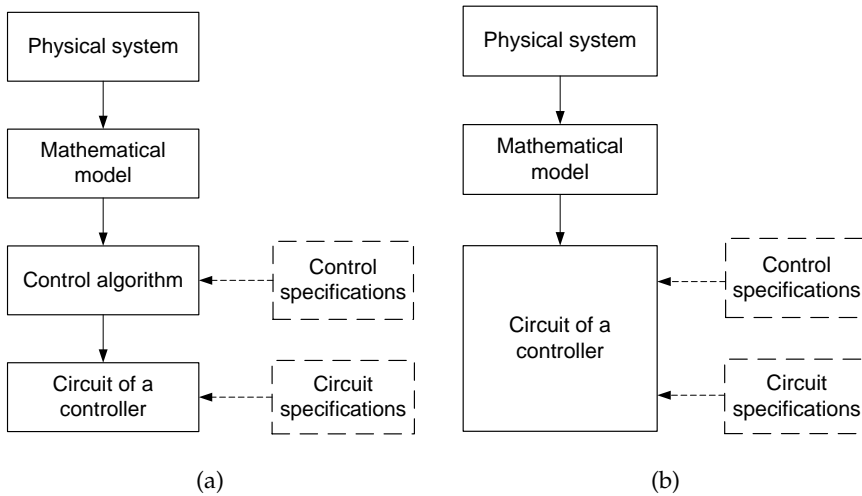 Physical system
Mathematical
model
Control algorithm
Control
specifications
Circuit of a
controller
Circuit
specifications
(a)
Physical system
Mathematical
model
Circuit of a
controller
Control
specifications
Circuit
specifications
(b)